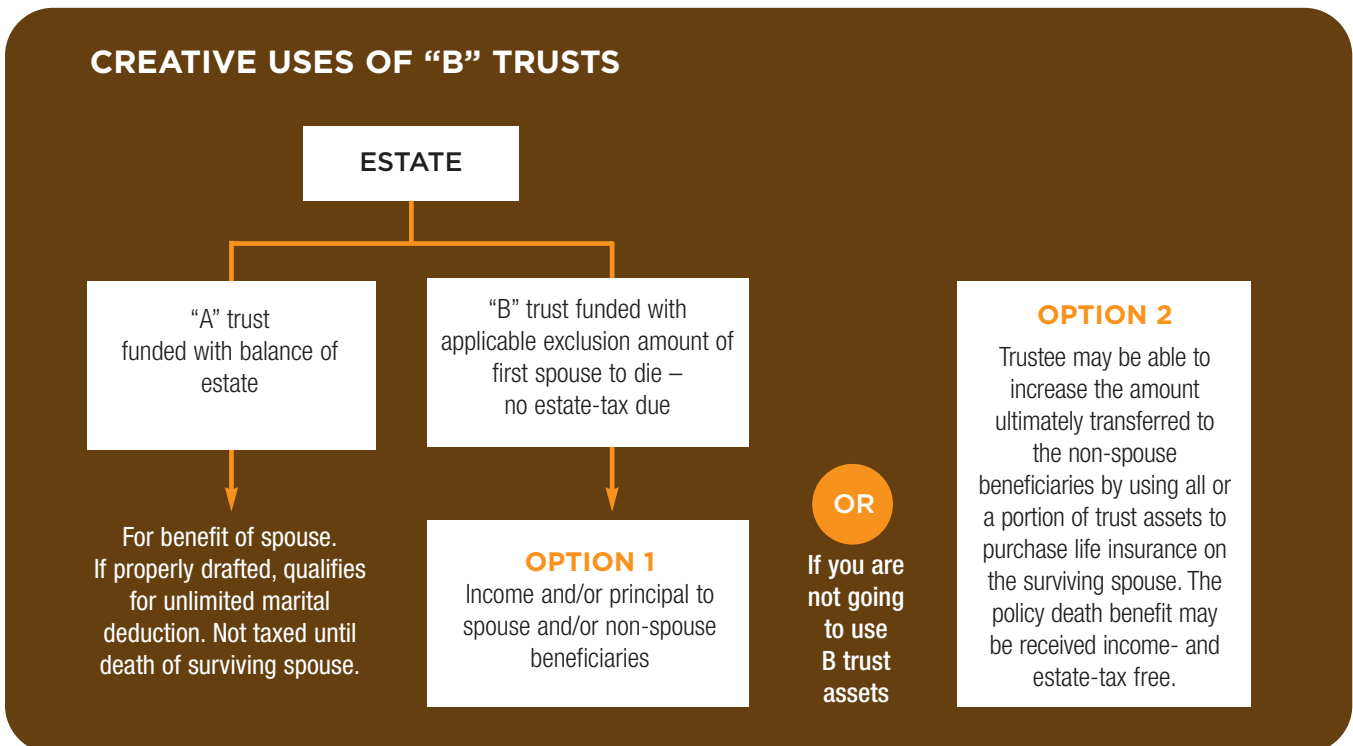 CREATIVE USES OF “B” TRUSTS
ESTATE
“A” trust
funded with balance of
estate
“B” trust funded with
applicable exclusion amount of
first spouse to die –
no estate-tax due
For benefit of spouse.
If properly drafted, qualifies
for unlimited marital
deduction. Not taxed until
death of surviving spouse.
OPTION 1
Income and/or principal to
spouse and/or non-spouse
beneficiaries
OR
If you are
not going
to use
B trust
assets
OPTION 2
Trustee may be able to
increase the amount
ultimately transferred to
the non-spouse
beneficiaries by using all or
a portion of trust assets to
purchase life insurance on
the surviving spouse. The
policy death benefit may
be received income- and
estate-tax free.